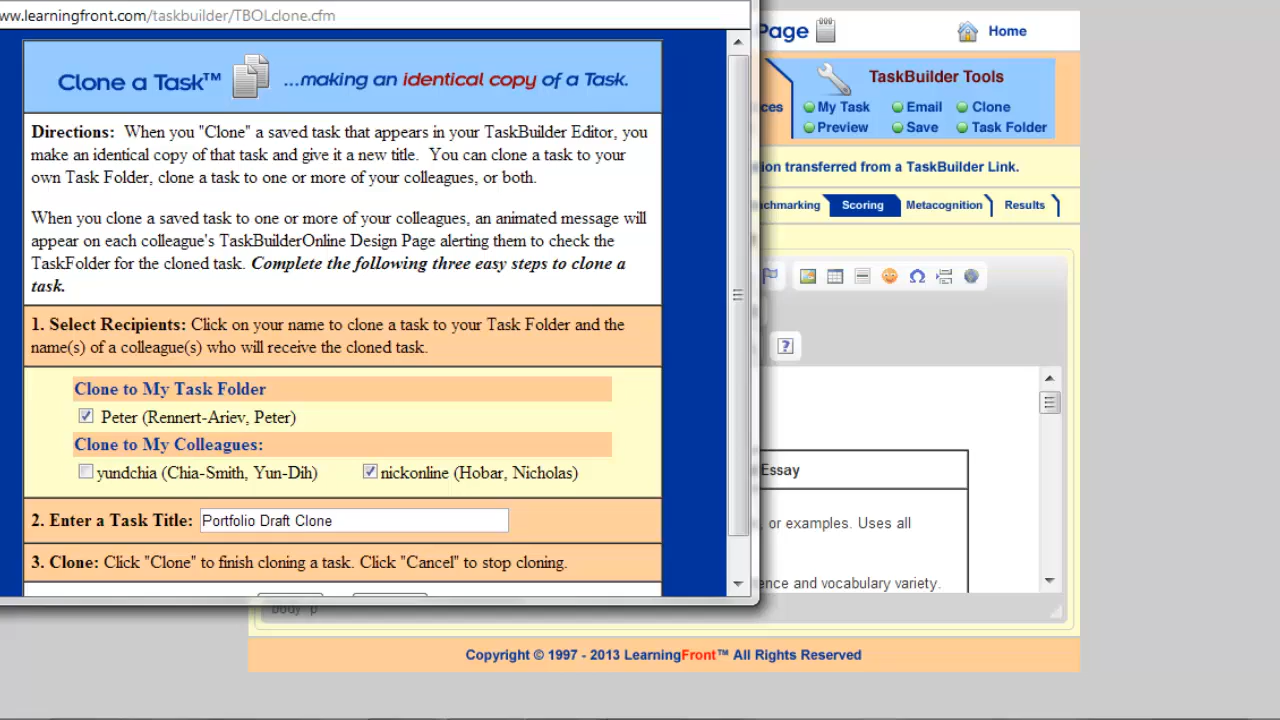 ww.learningfront.com/taskbuilder/TBOLclone.cfm
Clone a Task™ ...making an identical copy of a Task.
Directions: When you "Clone" a saved task that appears in your TaskBuilder Editor, you
make an identical copy of that task and give it a new title. You can clone a task to your
own Task Folder, clone a task to one or more of your colleagues, or both.
When you clone a saved task to one or more of your colleagues, an animated message will
appear on each colleague's TaskBuilderOnline Design Page alerting them to check the
TaskFolder for the cloned task. Complete the following three easy steps to clone a
task.
1. Select Recipients: Click on your name to clone a task to your Task Folder and the
name(s) of a colleague(s) who will receive the cloned task.
Clone to My Task Folder
Peter (Rennert-Ariev, Peter)
Clone to My Colleagues:
yundchia (Chia-Smith, Yun-Dih) nickonline (Hobar, Nicholas)
2. Enter a Task Title: Portfolio Draft Clone
3. Clone: Click "Clone" to finish cloning a task. Click "Cancel" to stop cloning.
Page Home
TaskBuilder Tools
ces My Task Email Clone
Preview Save Task Folder
ion transferred from a TaskBuilder Link.
nchmarking Scoring Metacognition Results
Essay
, or examples. Uses all
ence and vocabulary variety.
body p
Copyright © 1997 - 2013 LearningFront™ All Rights Reserved